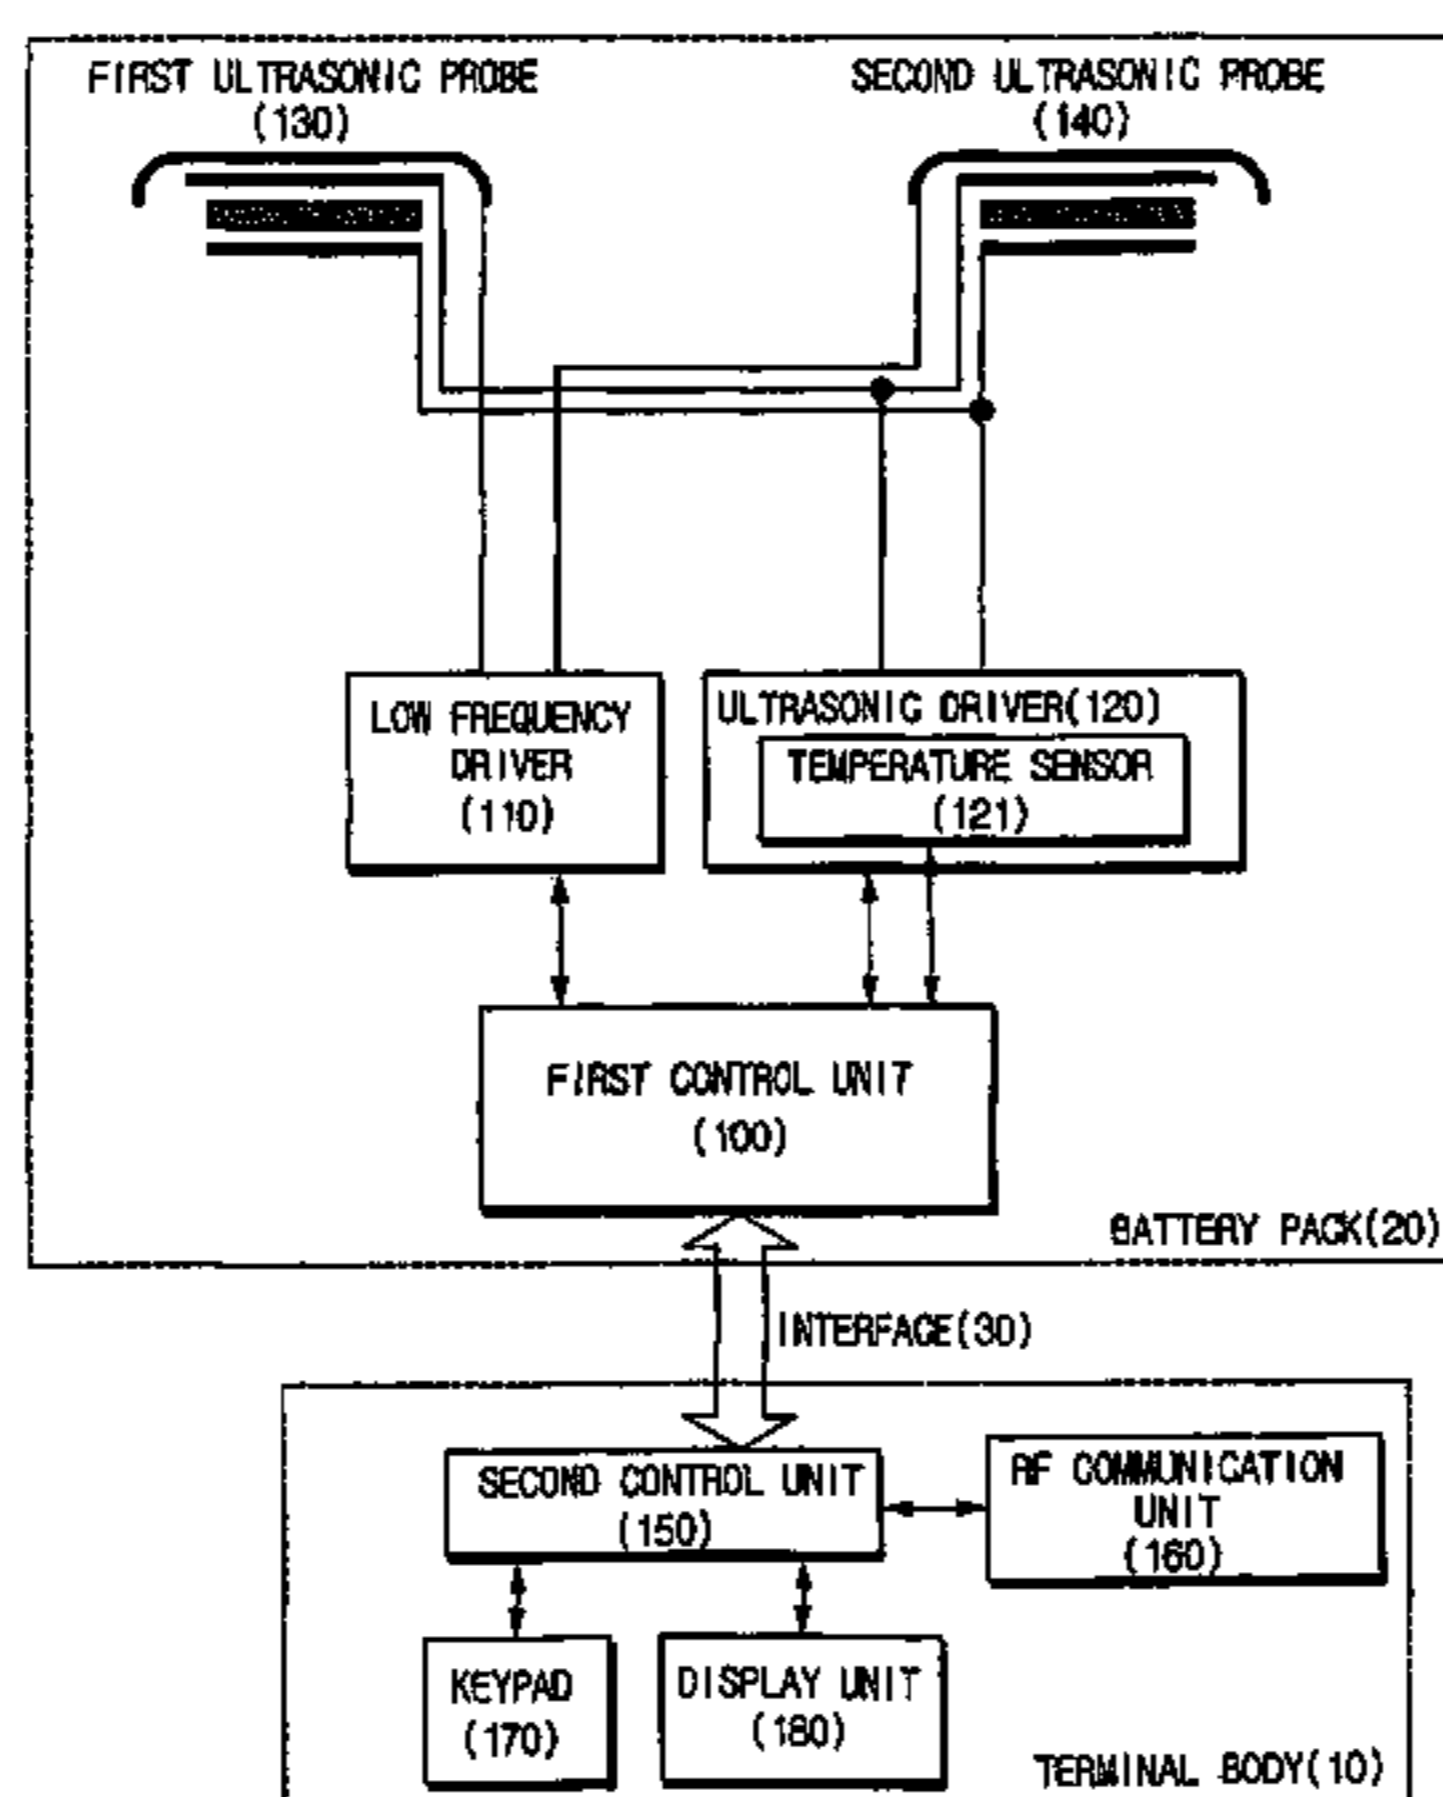 FIRST ULTRASONIC PROBE
(130)
SECOND ULTRASONIC PROBE
(140)
LOW FREQUENCY
DRIVER
(110)
ULTRASONIC DRIVER(120)
TEMPERATURE SENSOR
(121)
FIRST CONTROL UNIT
(100)
BATTERY PACK(20)
INTERFACE(30)
SECOND CONTROL UNIT
(150)
RF COMMUNICATION
UNIT
(160)
KEYPAD
(170)
DISPLAY UNIT
(180)
TERMINAL BODY(10)